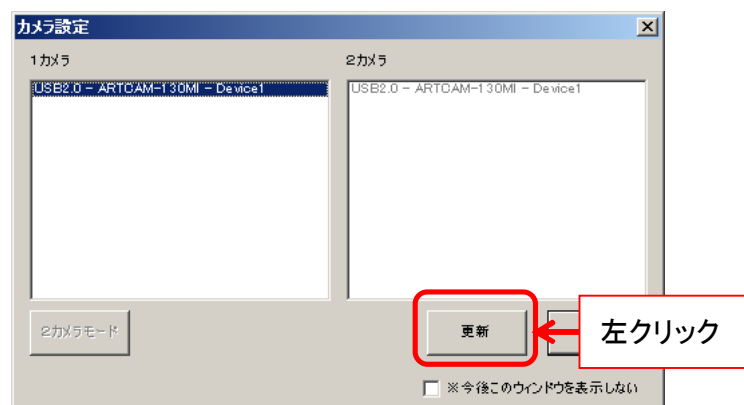 カメラ設定
1カメラ
2カメラ
USB2.0 - ARTCAM-130MI - Device1
USB2.0 - ARTCAM-130MI - Device1
2カメラモード
更新
左クリック
※今後このウィンドウを表示しない